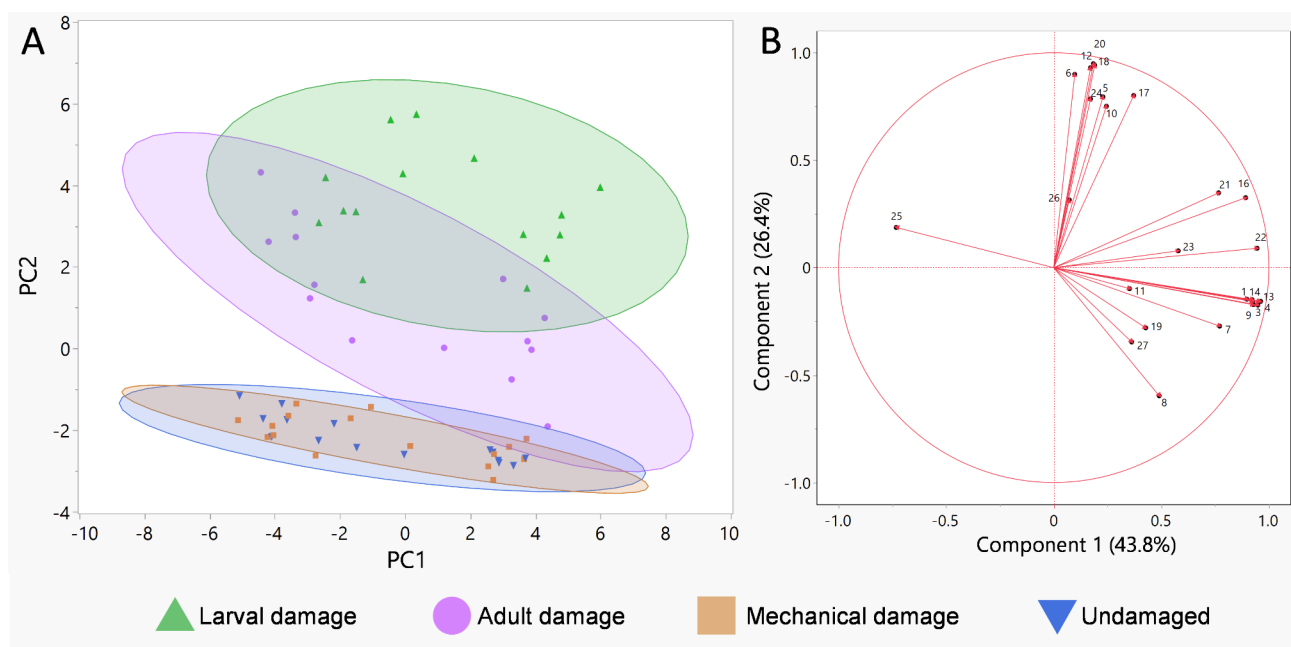 A
8
6
4
2
0
-2
-4
PC2
-10 -8 -6 -4 -2 0 2 4 6 8 10
PC1
B
1.0
0.5
0
-0.5
-1.0
Component 2 (26.4%)
20
12 18
6
24 5 17
10
21 16
26
25
22
23
11 1 14 13
9 3 4
19 7
27
8
-1.0 -0.5 0 0.5 1.0
Component 1 (43.8%)
Larval damage Adult damage Mechanical damage Undamaged